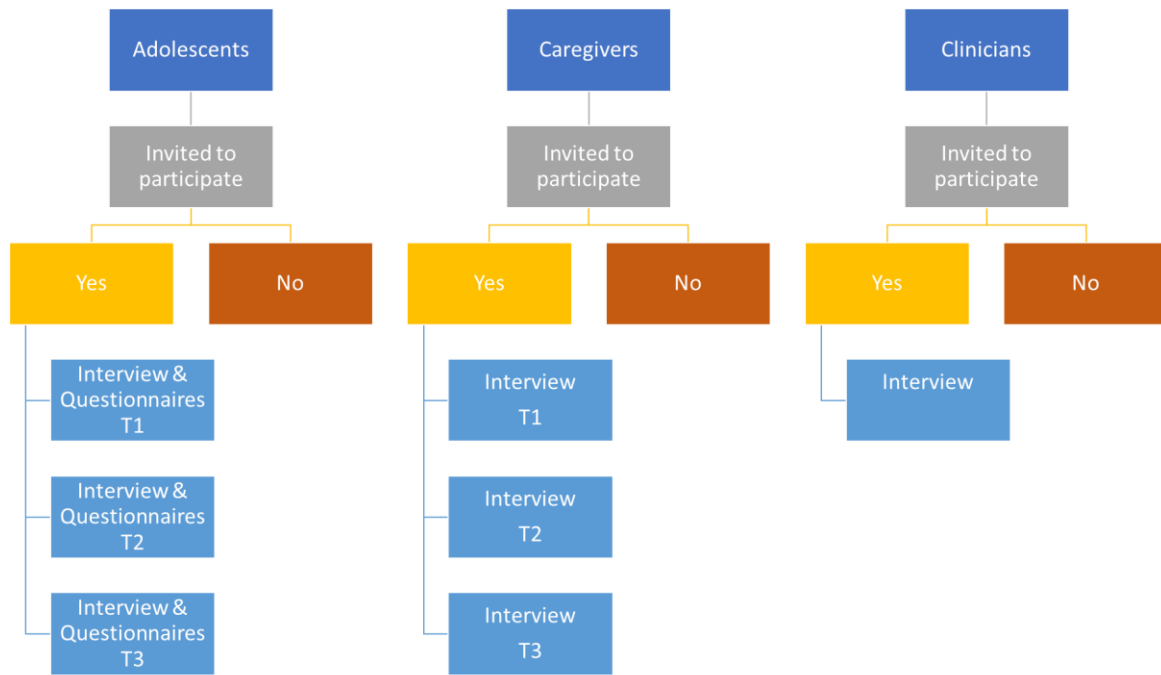 Adolescents
Caregivers
Clinicians
Invited to
participate
Invited to
participate
Invited to
participate
Yes
No
Yes
No
Yes
No
Interview &
Questionnaires
T1
Interview
T1
Interview
Interview &
Questionnaires
T2
Interview
T2
Interview &
Questionnaires
T3
Interview
T3